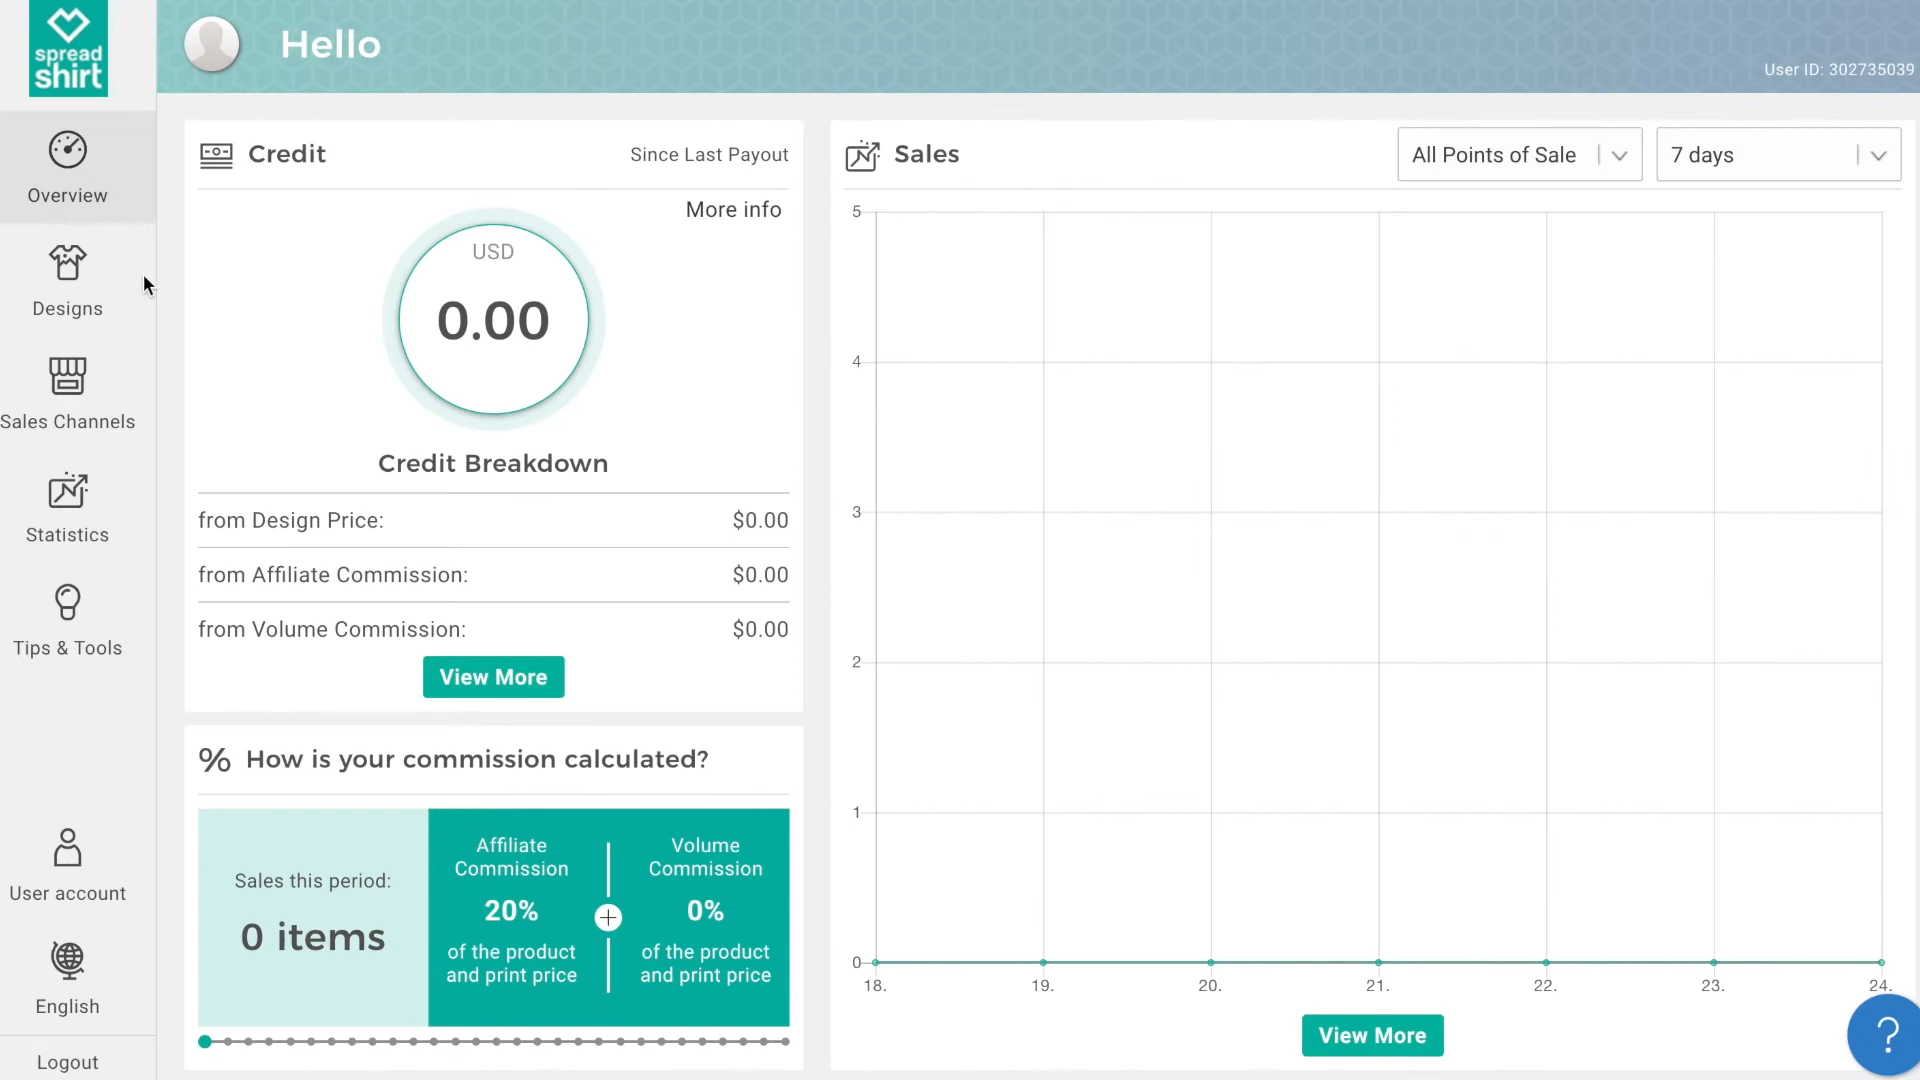 spread
shirt
Hello
User ID: 302735039
Overview
Designs
Sales Channels
Statistics
Tips & Tools
User account
English
Logout
Credit
Since Last Payout
More info
USD
0.00
Credit Breakdown
from Design Price: $0.00
from Affiliate Commission: $0.00
from Volume Commission: $0.00
View More
% How is your commission calculated?
Sales this period:
0 items
Affiliate
Commission
20%
of the product
and print price
+
Volume
Commission
0%
of the product
and print price
Sales
All Points of Sale
7 days
5
4
3
2
1
0
18. 19. 20. 21. 22. 23. 24.
View More
?